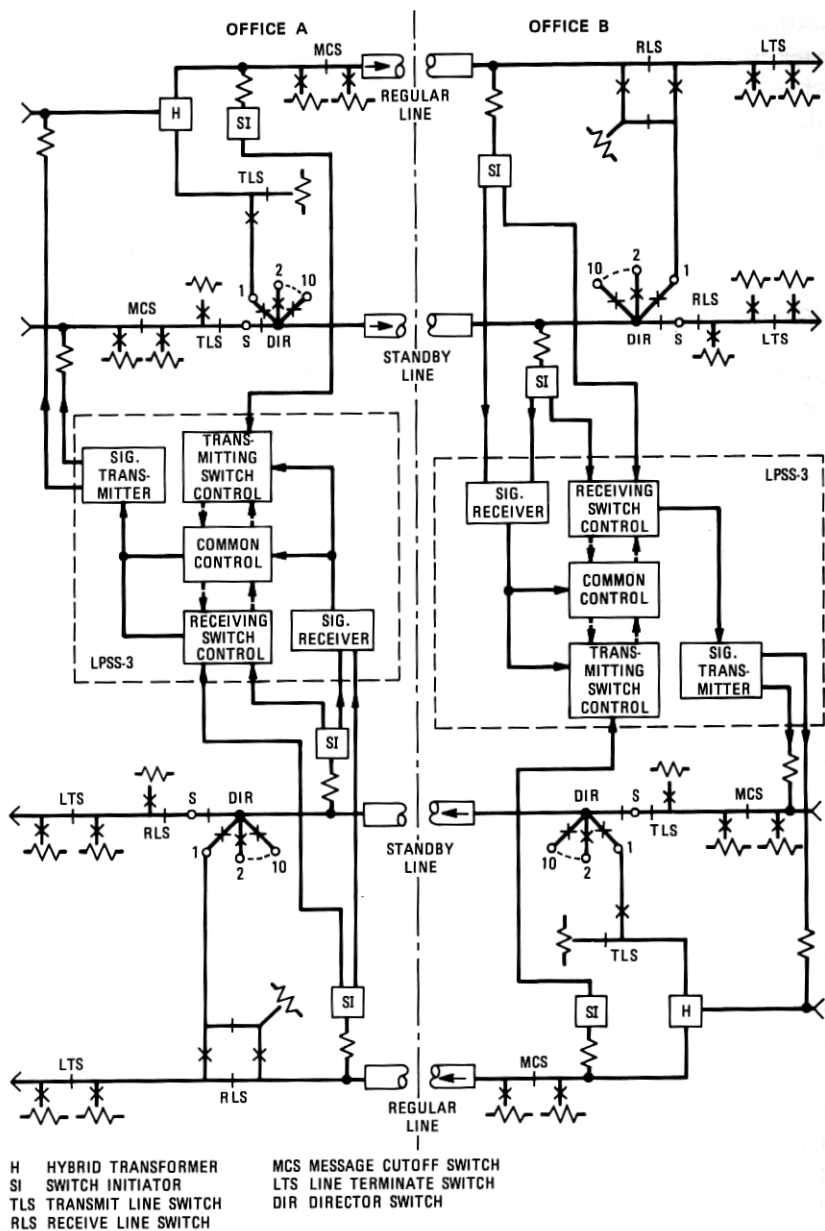 OFFICE A
OFFICE B
MCS
RLS
LTS
REGULAR
LINE
H
SI
SI
TLS
2
1
10
2
10
1
MCS
TLS
S
DIR
RLS
DIR
S
LTS
STANDBY
LINE
SI
SIG.
TRANS-
MITTER
TRANS-
MITTING
SWITCH
CONTROL
COMMON
CONTROL
RECEIVING
SWITCH
CONTROL
SIG.
RECEIVER
LPSS-3
LPSS-3
SIG.
RECEIVER
RECEIVING
SWITCH
CONTROL
COMMON
CONTROL
TRANS-
MITTING
SWITCH
CONTROL
SIG.
TRANS-
MITTER
SI
LTS
RLS
S
DIR
1
2
10
STANDBY
LINE
DIR
S
TLS
MCS
10
2
1
TLS
SI
SI
H
LTS
RLS
MCS
REGULAR
LINE
H HYBRID TRANSFORMER
SI SWITCH INITIATOR
TLS TRANSMIT LINE SWITCH
RLS RECEIVE LINE SWITCH
MCS MESSAGE CUTOFF SWITCH
LTS LINE TERMINATE SWITCH
DIR DIRECTOR SWITCH